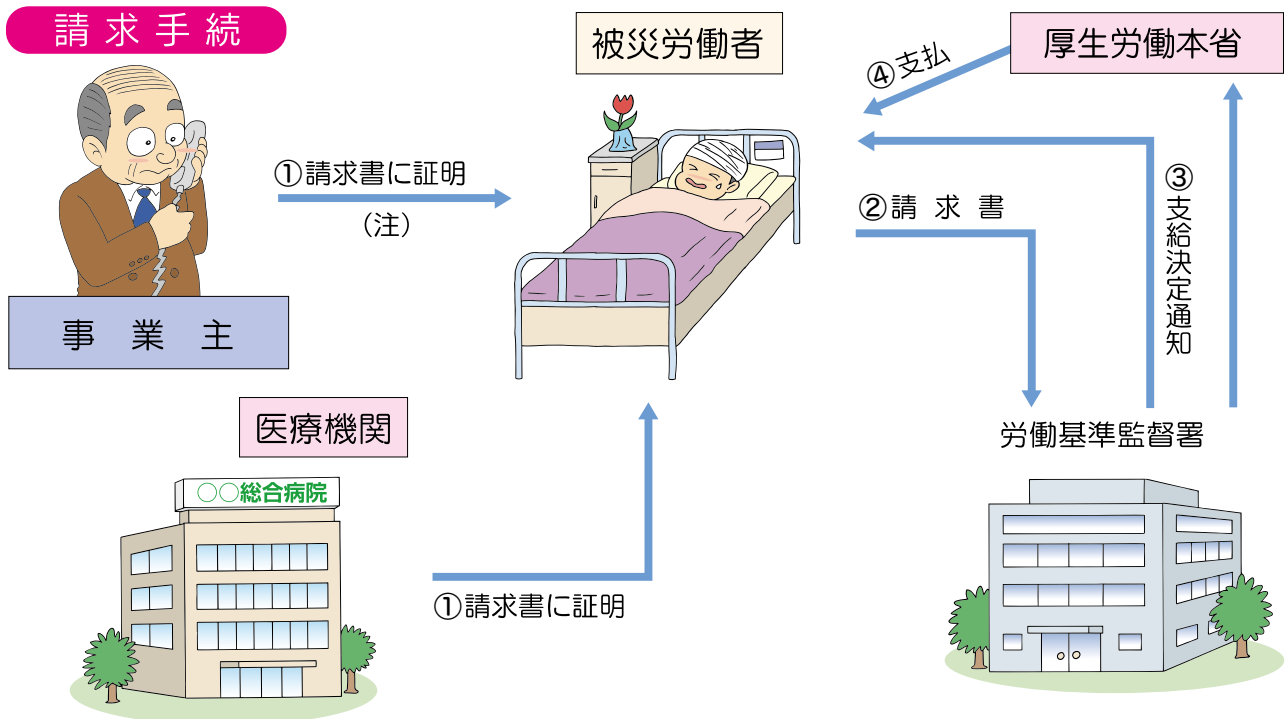 請求手続
被災労働者
厚生労働本省
④支払
①請求書に証明
(注)
②請求書
③支給決定通知
事業主
医療機関
労働基準監督署
○○総合病院
①請求書に証明